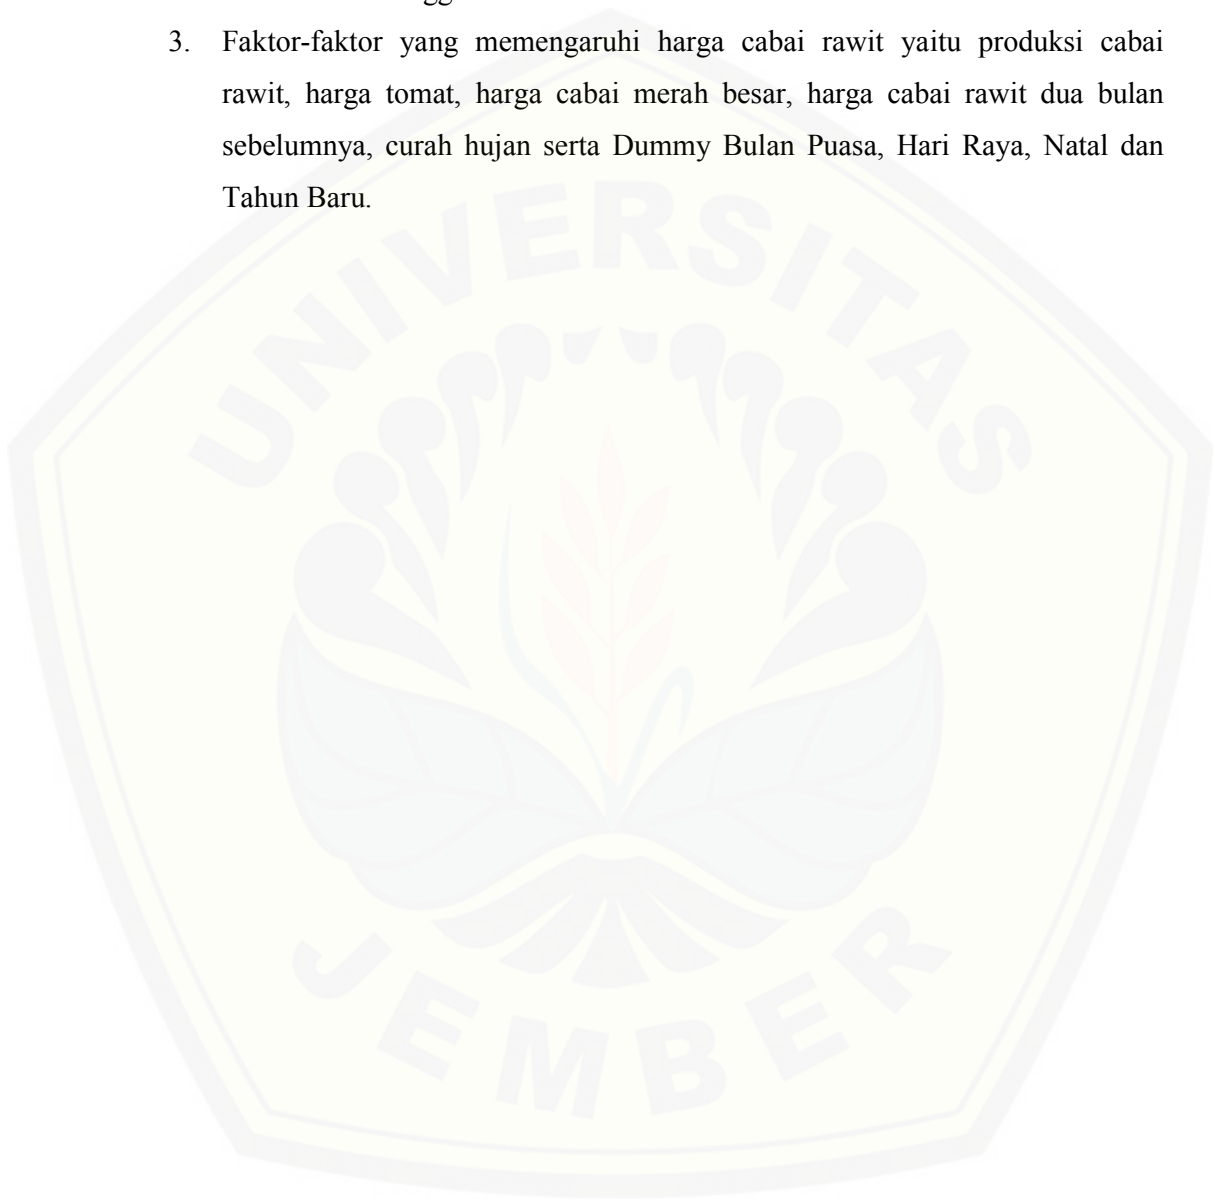 3. Faktor-faktor yang memengaruhi harga cabai rawit yaitu produksi cabai
rawit, harga tomat, harga cabai merah besar, harga cabai rawit dua bulan
sebelumnya, curah hujan serta Dummy Bulan Puasa, Hari Raya, Natal dan
Tahun Baru.
UNIVERSITAS
JEMBER